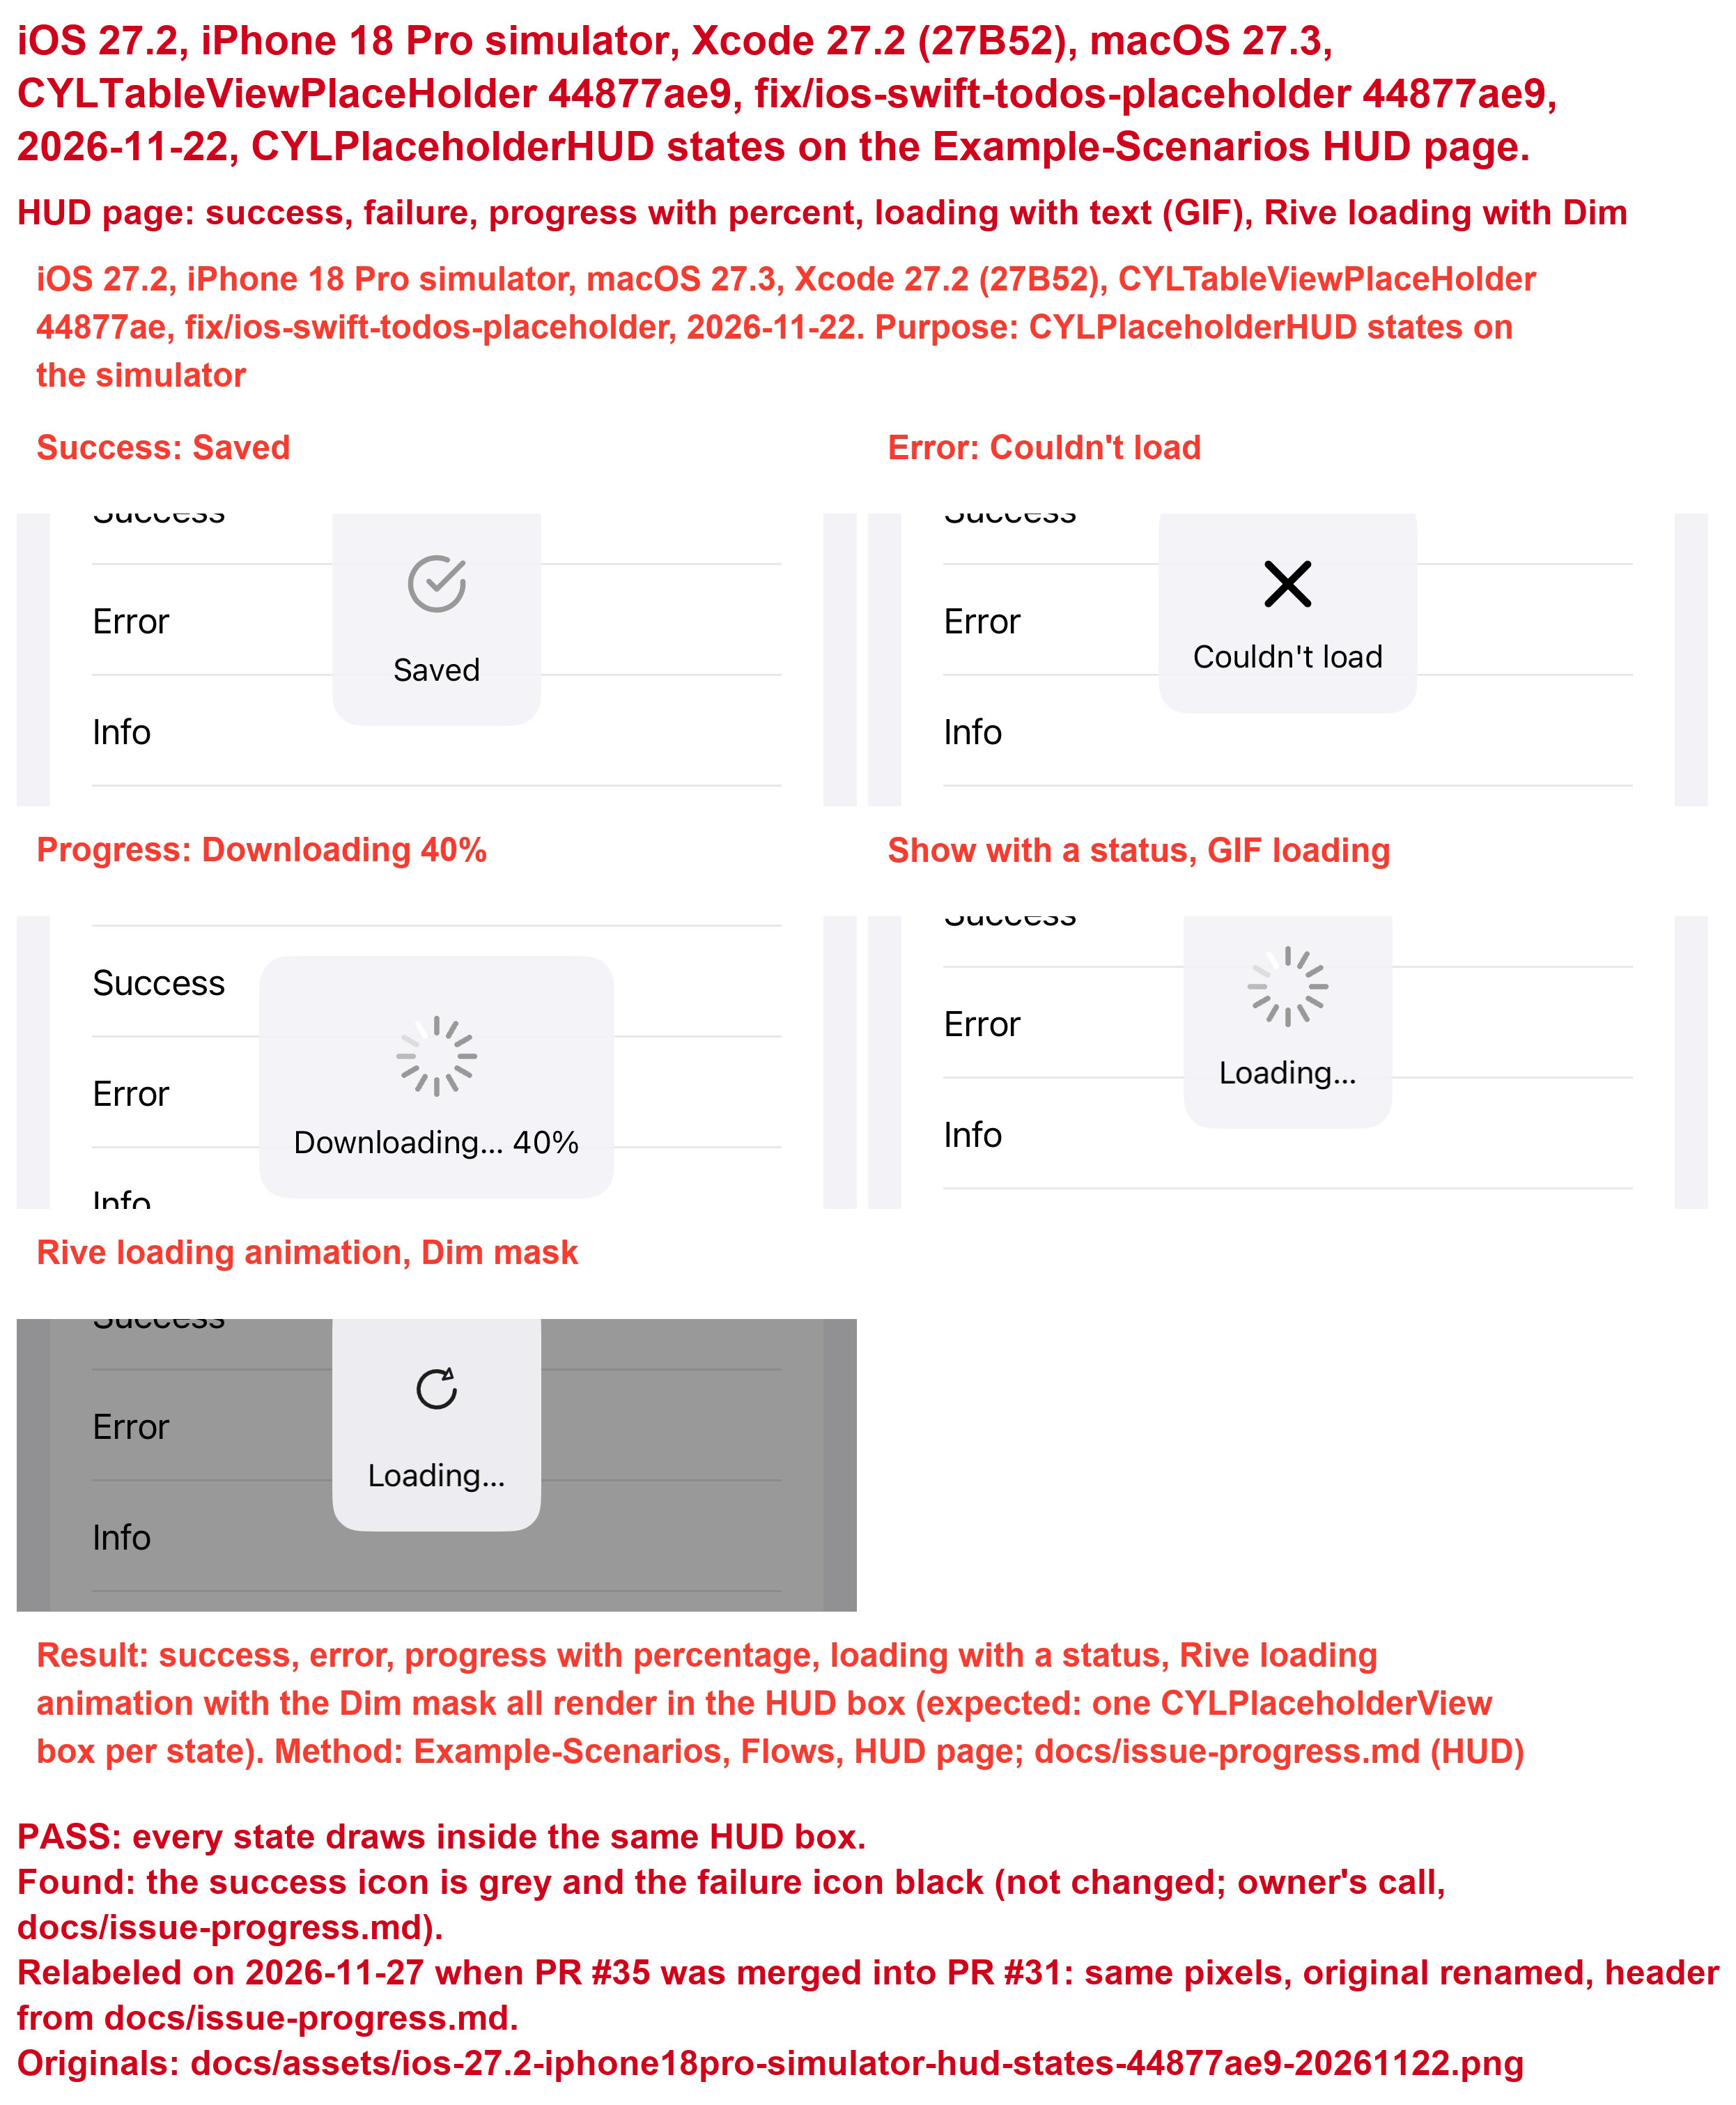 iOS 27.2, iPhone 18 Pro simulator, Xcode 27.2 (27B52), macOS 27.3,
CYLTableViewPlaceHolder 44877ae9, fix/ios-swift-todos-placeholder 44877ae9,
2026-11-22, CYLPlaceholderHUD states on the Example-Scenarios HUD page.
HUD page: success, failure, progress with percent, loading with text (GIF), Rive loading with Dim
iOS 27.2, iPhone 18 Pro simulator, macOS 27.3, Xcode 27.2 (27B52), CYLTableViewPlaceHolder
44877ae, fix/ios-swift-todos-placeholder, 2026-11-22. Purpose: CYLPlaceholderHUD states on
the simulator
Success: Saved
Success
Error
Saved
Info
Error: Couldn't load
Success
Error
Couldn't load
Info
Progress: Downloading 40%
Success
Error
Downloading... 40%
Info
Show with a status, GIF loading
Success
Error
Loading...
Info
Rive loading animation, Dim mask
Success
Error
Loading...
Info
Result: success, error, progress with percentage, loading with a status, Rive loading
animation with the Dim mask all render in the HUD box (expected: one CYLPlaceholderView
box per state). Method: Example-Scenarios, Flows, HUD page; docs/issue-progress.md (HUD)
PASS: every state draws inside the same HUD box.
Found: the success icon is grey and the failure icon black (not changed; owner's call,
docs/issue-progress.md).
Relabeled on 2026-11-27 when PR #35 was merged into PR #31: same pixels, original renamed, header
from docs/issue-progress.md.
Originals: docs/assets/ios-27.2-iphone18pro-simulator-hud-states-44877ae9-20261122.png